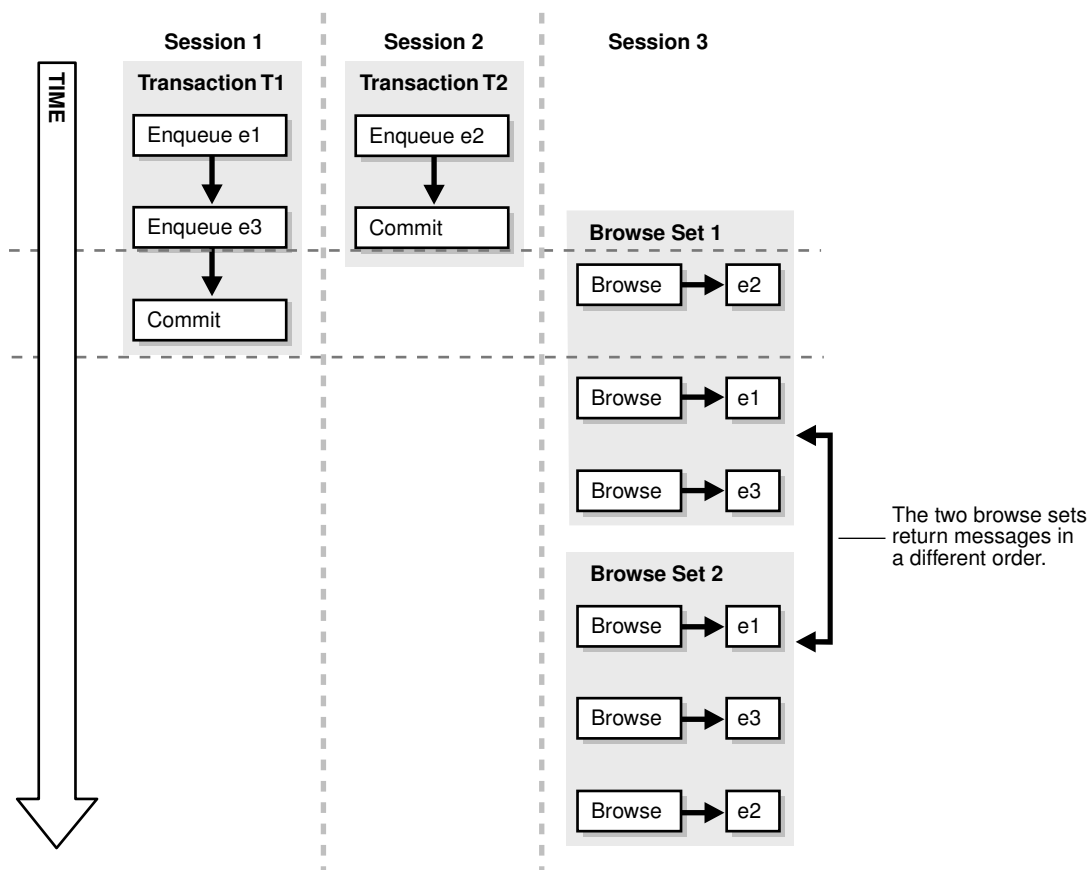 Session 1
Session 2
Session 3
TIME
Transaction T1
Enqueue e1
Enqueue e3
Commit
Transaction T2
Enqueue e2
Commit
Browse Set 1
Browse
e2
Browse
e1
Browse
e3
The two browse sets
return messages in
a different order.
Browse Set 2
Browse
e1
Browse
e3
Browse
e2